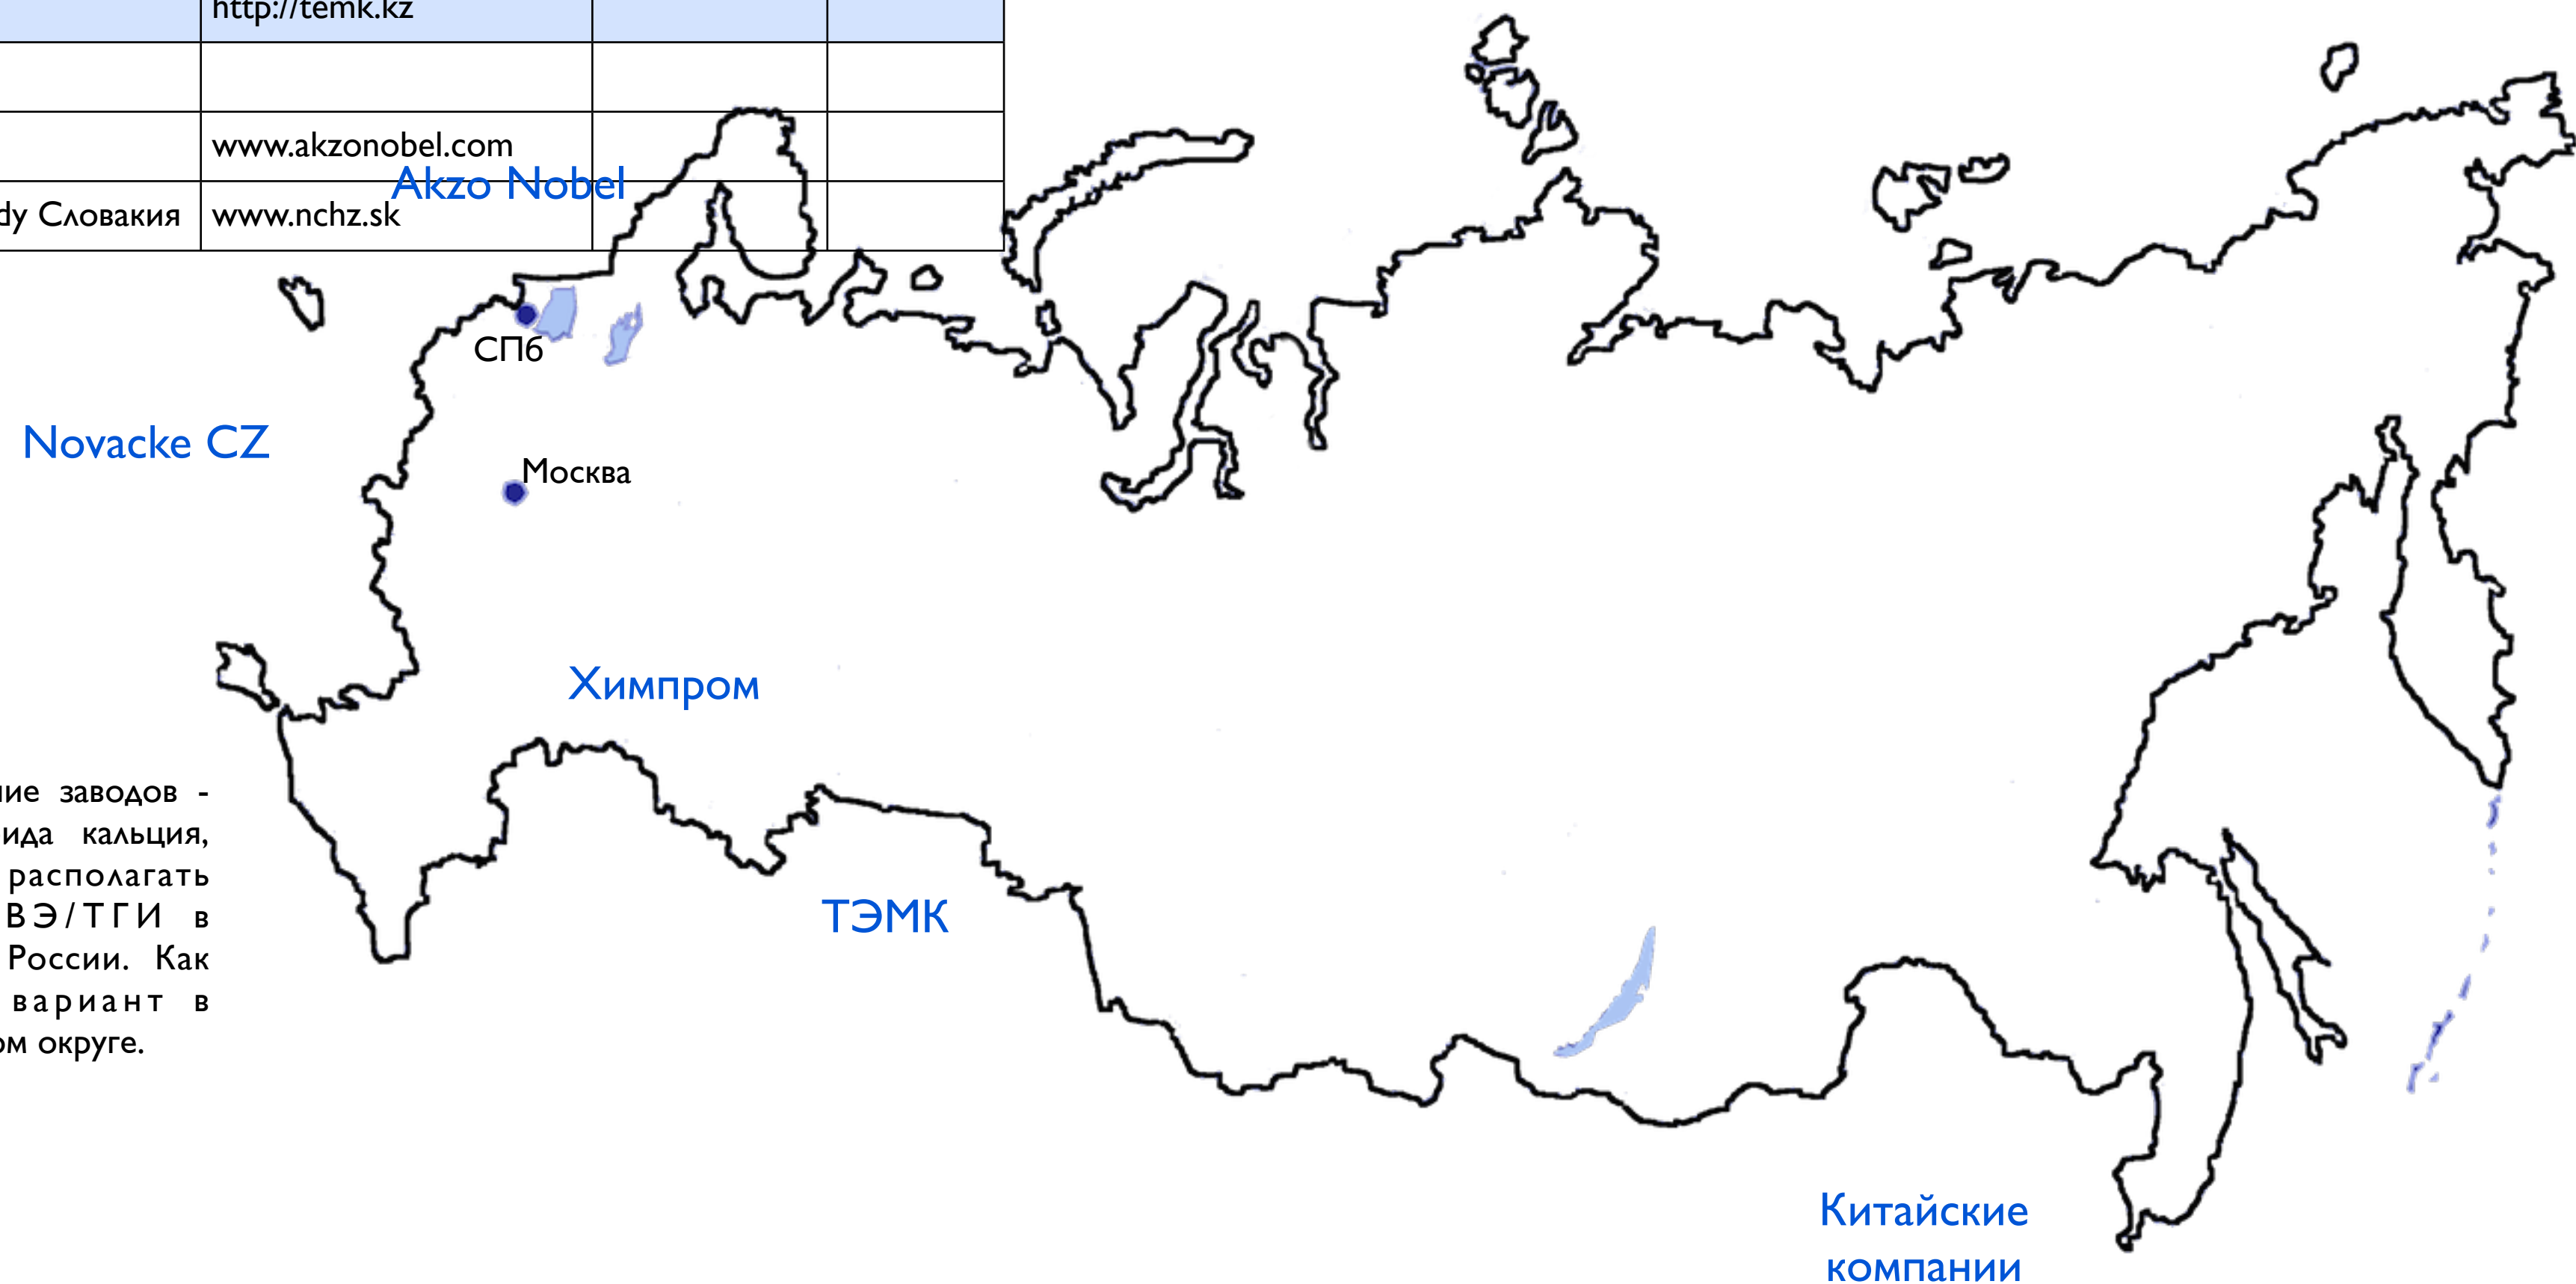 http://temk.kz
www.akzonobel.com
Akzo Nobel
dy Словакия www.nchz.sk
СПб
Novacke CZ
Москва
Химпром
ние заводов -
ида кальция,
располагать
ВЭ/ТГИ в
России. Как
вариант в
ом округе.
ТЭМК
Китайские
компании